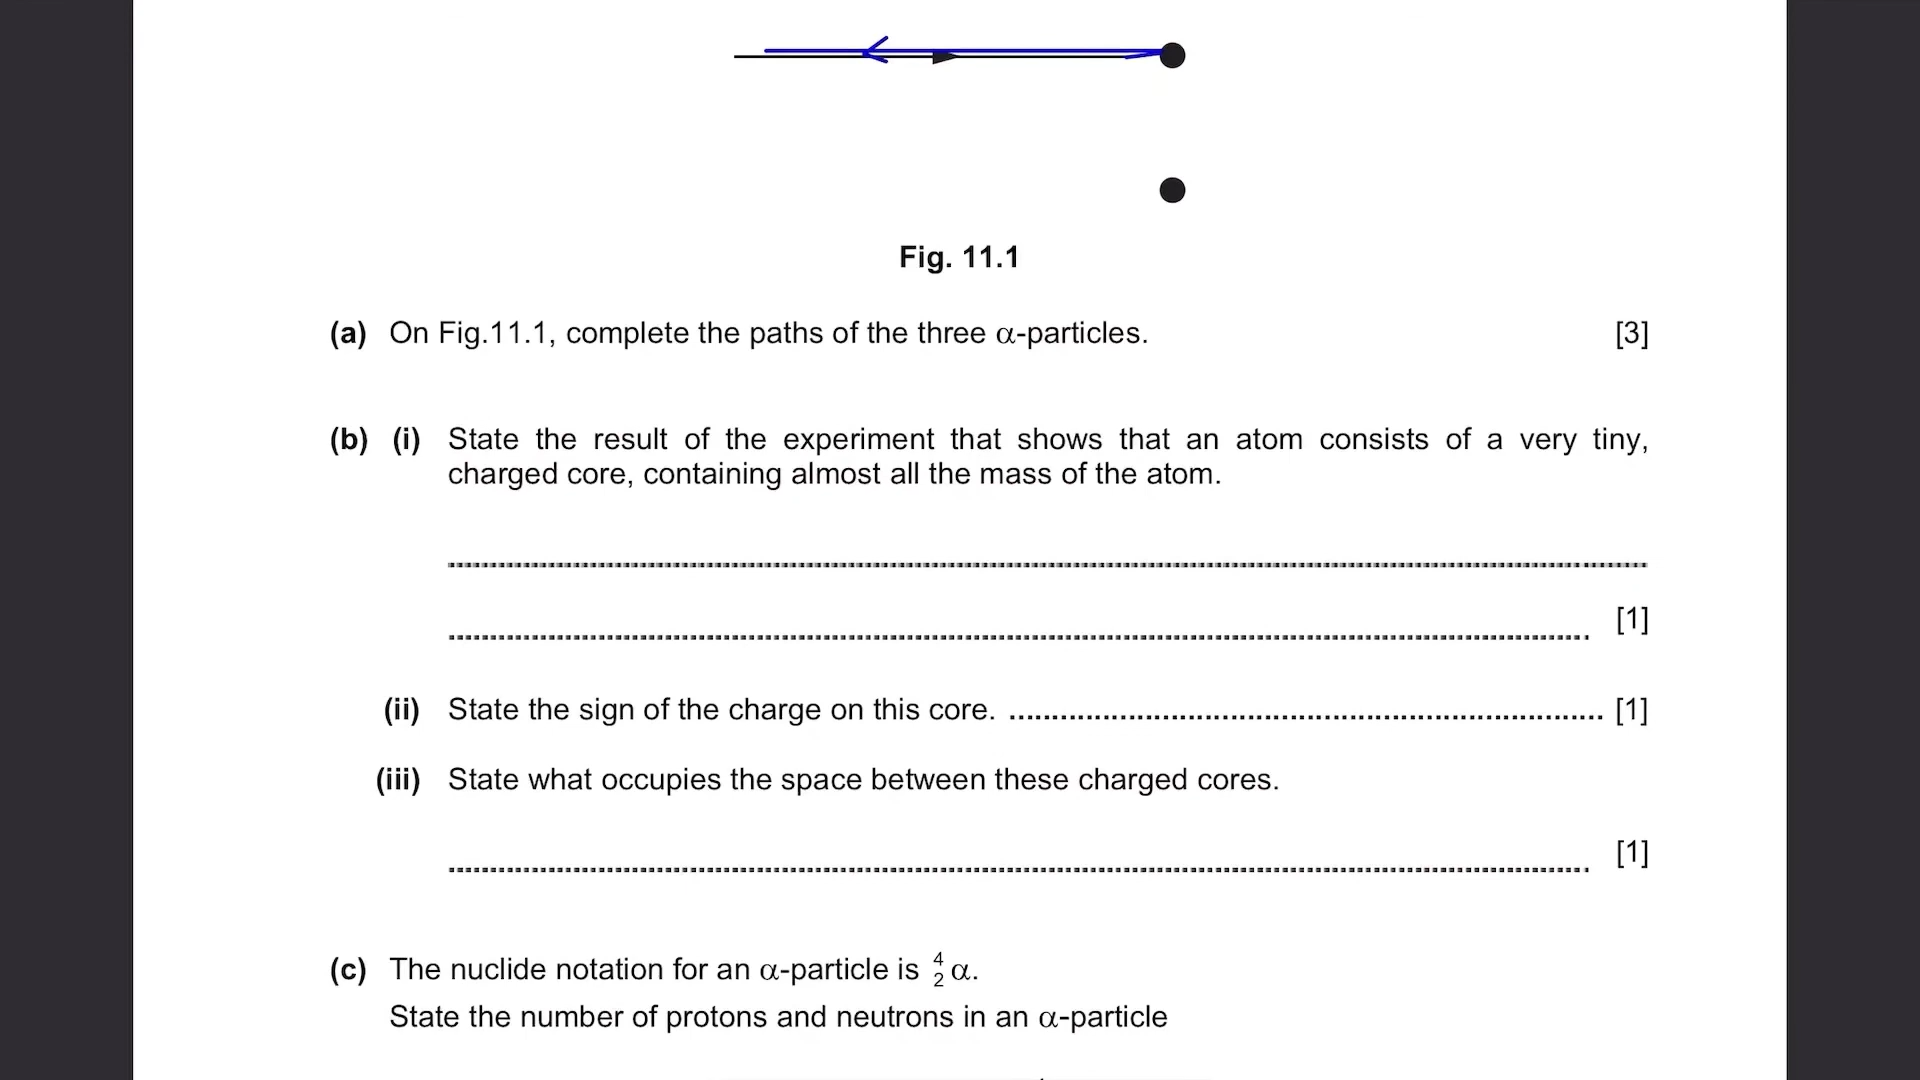 Fig. 11.1
(a) On Fig.11.1, complete the paths of the three α-particles. [3]
(b) (i) State the result of the experiment that shows that an atom consists of a very tiny,
charged core, containing almost all the mass of the atom.
[1]
(ii) State the sign of the charge on this core. [1]
(iii) State what occupies the space between these charged cores.
[1]
(c) The nuclide notation for an α-particle is ⁴₂α.
State the number of protons and neutrons in an α-particle